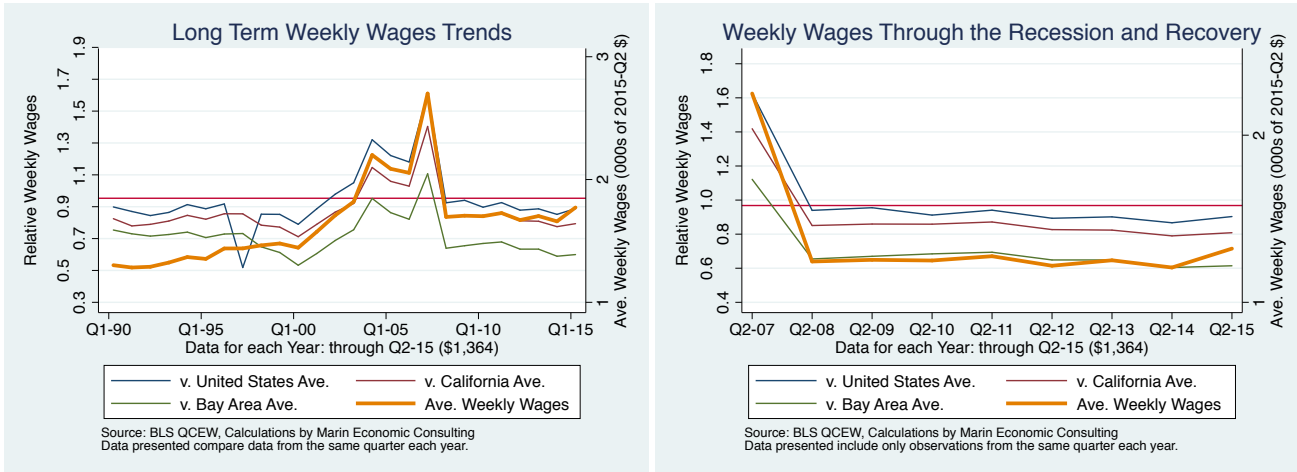 Long Term Weekly Wages Trends
Relative Weekly Wages
0.3 0.5 0.7 0.9 1.1 1.3 1.5 1.7 1.9
1 2 3
Ave. Weekly Wages (000s of 2015-Q2 $)
Q1-90 Q1-95 Q1-00 Q1-05 Q1-10 Q1-15
Data for each Year: through Q2-15 ($1,364)
v. United States Ave. v. California Ave.
v. Bay Area Ave. Ave. Weekly Wages
Source: BLS QCEW, Calculations by Marin Economic Consulting
Data presented compare data from the same quarter each year.
Weekly Wages Through the Recession and Recovery
Relative Weekly Wages
0.4 0.6 0.8 1.0 1.2 1.4 1.6 1.8
1 2
Ave. Weekly Wages (000s of 2015-Q2 $)
Q2-07 Q2-08 Q2-09 Q2-10 Q2-11 Q2-12 Q2-13 Q2-14 Q2-15
Data for each Year: through Q2-15 ($1,364)
v. United States Ave. v. California Ave.
v. Bay Area Ave. Ave. Weekly Wages
Source: BLS QCEW, Calculations by Marin Economic Consulting
Data presented include only observations from the same quarter each year.